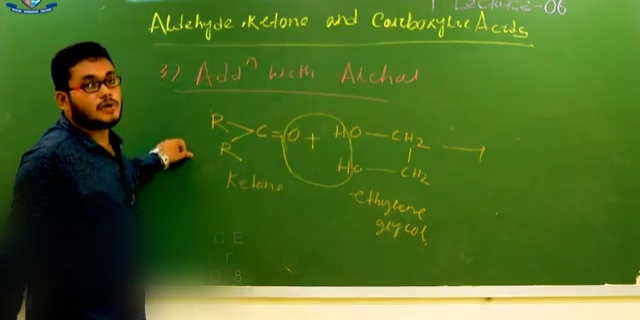 Lecture-06
Aldehyde, Ketone and Carboxylic Acids
3) Addn With Alchol
R
C=O + HO — CH2
R
HO — CH2
Ketone
ethylene
glycol